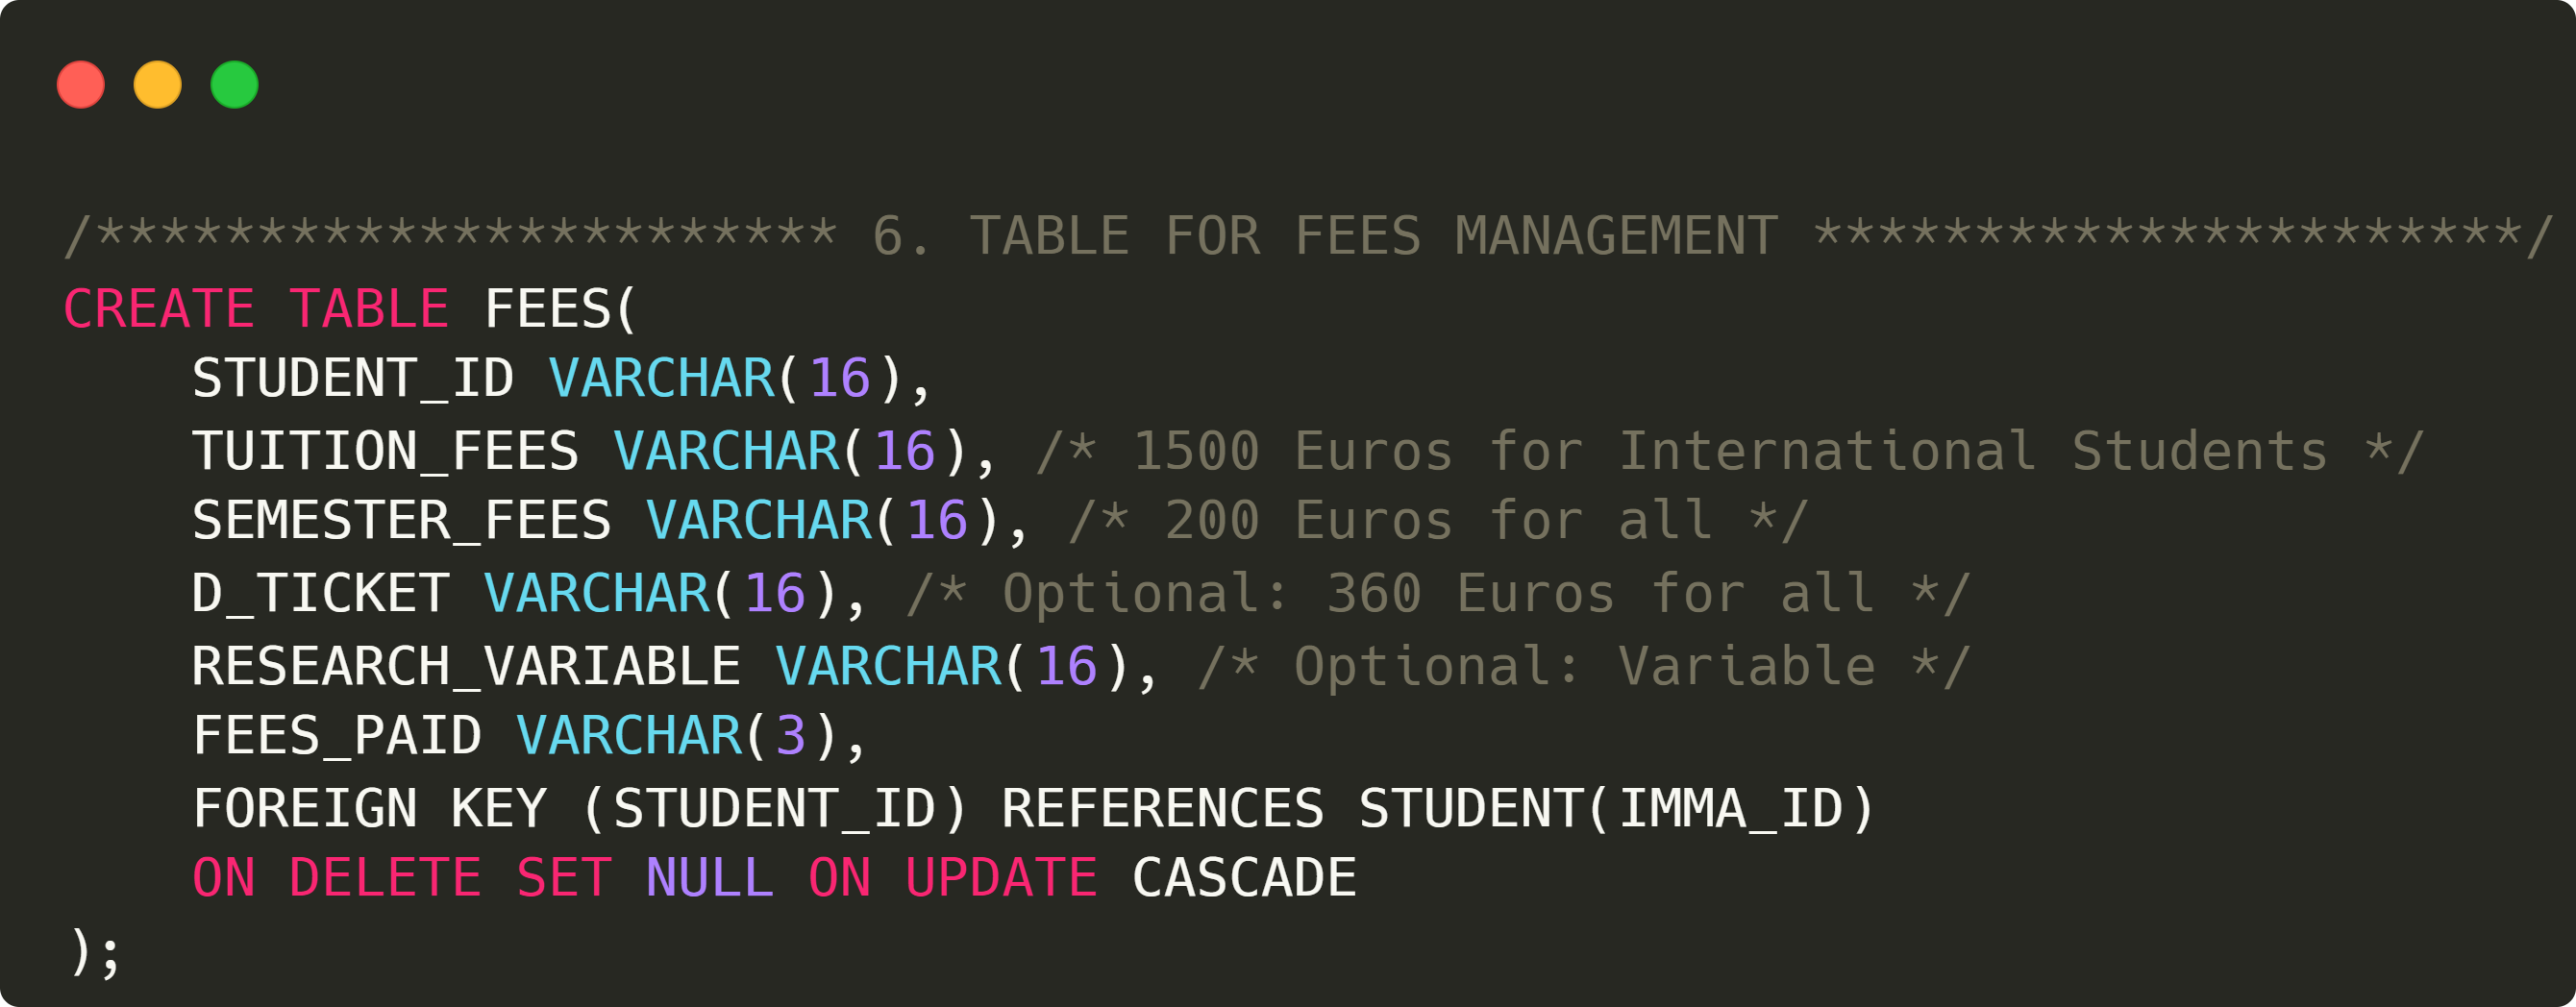 /*********************** 6. TABLE FOR FEES MANAGEMENT **********************/
CREATE TABLE FEES(
    STUDENT_ID VARCHAR(16),
    TUITION_FEES VARCHAR(16), /* 1500 Euros for International Students */
    SEMESTER_FEES VARCHAR(16), /* 200 Euros for all */
    D_TICKET VARCHAR(16), /* Optional: 360 Euros for all */
    RESEARCH_VARIABLE VARCHAR(16), /* Optional: Variable */
    FEES_PAID VARCHAR(3),
    FOREIGN KEY (STUDENT_ID) REFERENCES STUDENT(IMMA_ID)
    ON DELETE SET NULL ON UPDATE CASCADE
);